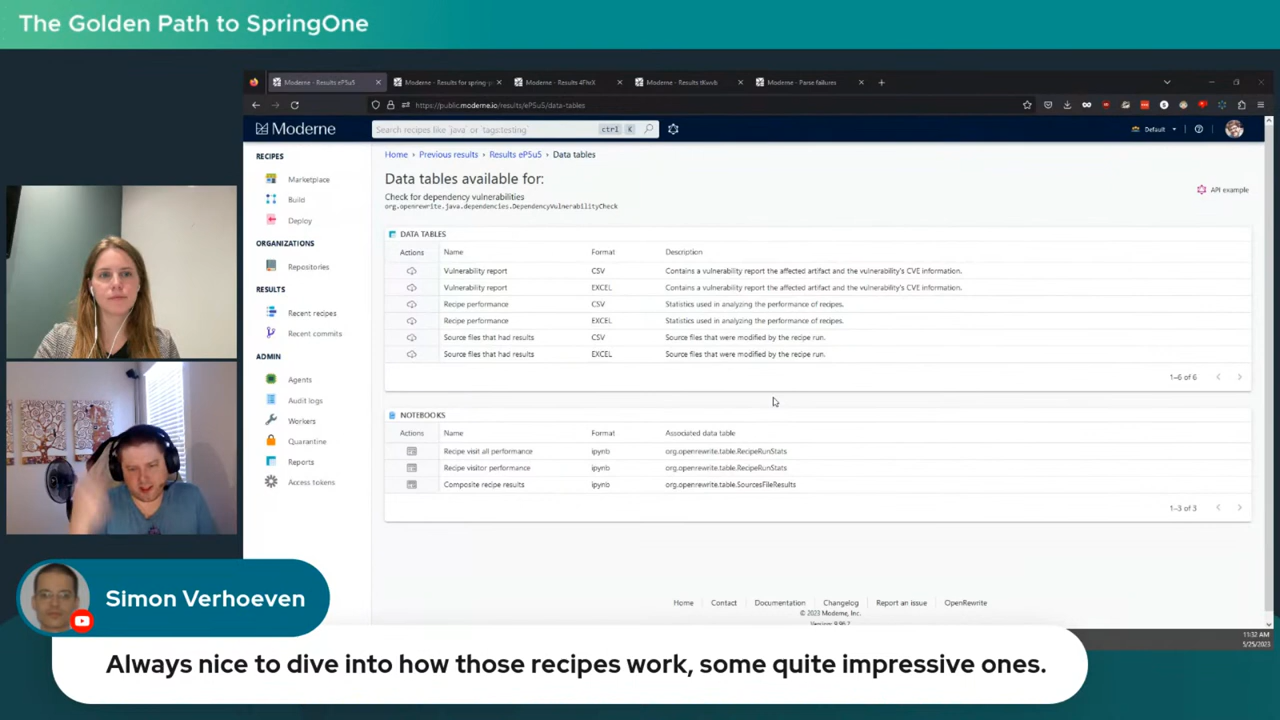 The Golden Path to SpringOne
Moderne - Results eP5u5
Moderne - Results for spring-
Moderne - Results 4FhiX
Moderne - Results tKwvb
Moderne - Parse failures
https://public.moderne.io/results/eP5u5/data-tables
Moderne
Search recipes like 'java' or 'tags:testing'
ctrl K
Default
RECIPES
Marketplace
Build
Deploy
ORGANIZATIONS
Repositories
RESULTS
Recent recipes
Recent commits
ADMIN
Agents
Audit logs
Workers
Quarantine
Reports
Access tokens
Home › Previous results › Results eP5u5 › Data tables
Data tables available for:
Check for dependency vulnerabilities
org.openrewrite.java.dependencies.DependencyVulnerabilityCheck
API example
DATA TABLES
Actions Name Format Description
Vulnerability report CSV Contains a vulnerability report the affected artifact and the vulnerability's CVE information.
Vulnerability report EXCEL Contains a vulnerability report the affected artifact and the vulnerability's CVE information.
Recipe performance CSV Statistics used in analyzing the performance of recipes.
Recipe performance EXCEL Statistics used in analyzing the performance of recipes.
Source files that had results CSV Source files that were modified by the recipe run.
Source files that had results EXCEL Source files that were modified by the recipe run.
1–6 of 6
NOTEBOOKS
Actions Name Format Associated data table
Recipe visit all performance ipynb org.openrewrite.table.RecipeRunStats
Recipe visitor performance ipynb org.openrewrite.table.RecipeRunStats
Composite recipe results ipynb org.openrewrite.table.SourcesFileResults
1–3 of 3
Home Contact Documentation Changelog Report an issue OpenRewrite
© 2023 Moderne, Inc.
11:32 AM
5/25/2023
Simon Verhoeven
Always nice to dive into how those recipes work, some quite impressive ones.